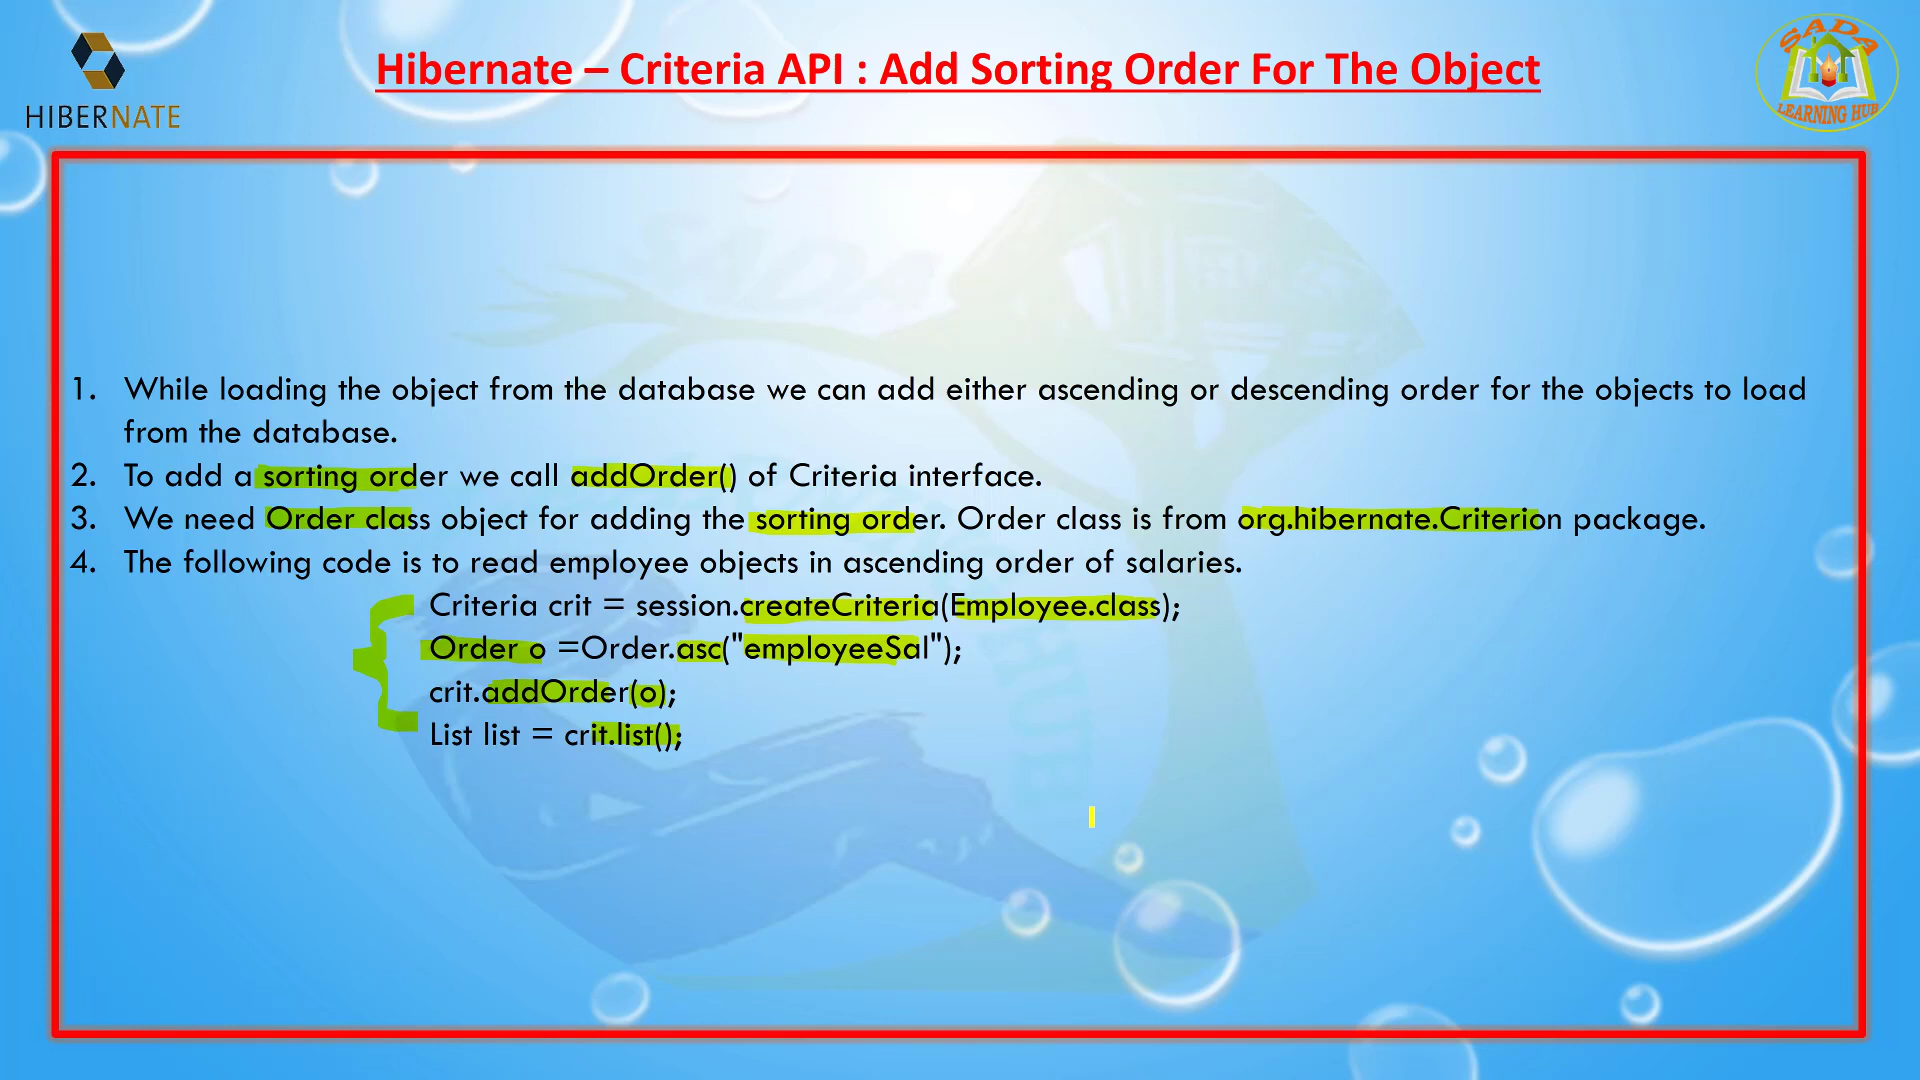 HIBERNATE
Hibernate – Criteria API : Add Sorting Order For The Object
SADA
LEARNING HUB
1. While loading the object from the database we can add either ascending or descending order for the objects to load
from the database.
2. To add a sorting order we call addOrder() of Criteria interface.
3. We need Order class object for adding the sorting order. Order class is from org.hibernate.Criterion package.
4. The following code is to read employee objects in ascending order of salaries.
Criteria crit = session.createCriteria(Employee.class);
Order o =Order.asc("employeeSal");
crit.addOrder(o);
List list = crit.list();